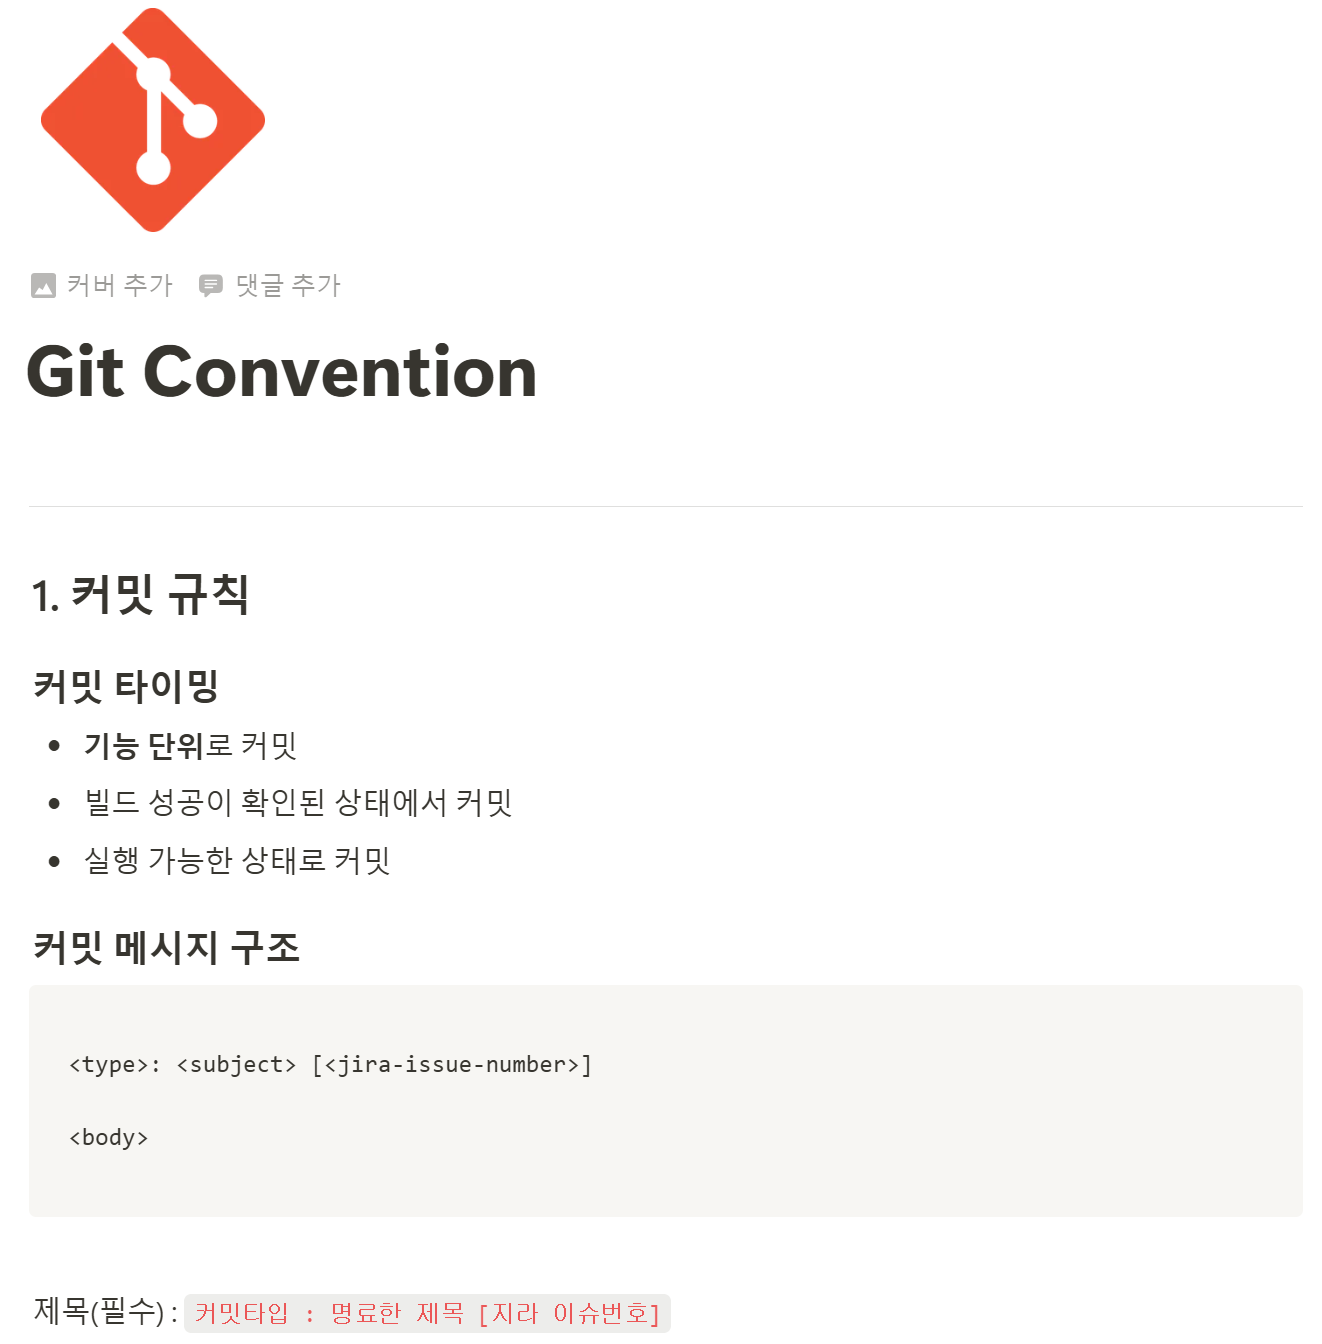 커버 추가 댓글 추가
Git Convention
1. 커밋 규칙
커밋 타이밍
• 기능 단위로 커밋
• 빌드 성공이 확인된 상태에서 커밋
• 실행 가능한 상태로 커밋
커밋 메시지 구조
<type>: <subject> [<jira-issue-number>]
<body>
제목(필수) : 커밋타입 : 명료한 제목 [지라 이슈번호]